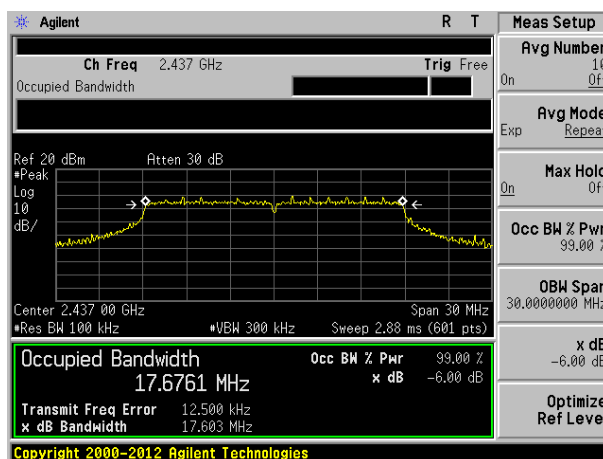 Agilent R T Meas Setup
Avg Number
10
On Off
Ch Freq 2.437 GHz Trig Free
Occupied Bandwidth
Avg Mode
Exp Repeat
Ref 20 dBm Atten 30 dB
#Peak
Log
10
dB/
Max Hold
On Off
Occ BW % Pwr
99.00 %
OBW Span
30.0000000 MHz
Center 2.437 00 GHz Span 30 MHz
#Res BW 100 kHz #VBW 300 kHz Sweep 2.88 ms (601 pts)
Occupied Bandwidth Occ BW % Pwr 99.00 %
17.6761 MHz x dB -6.00 dB
Transmit Freq Error 12.500 kHz
x dB Bandwidth 17.603 MHz
x dB
-6.00 dB
Optimize
Ref Level
Copyright 2000-2012 Agilent Technologies